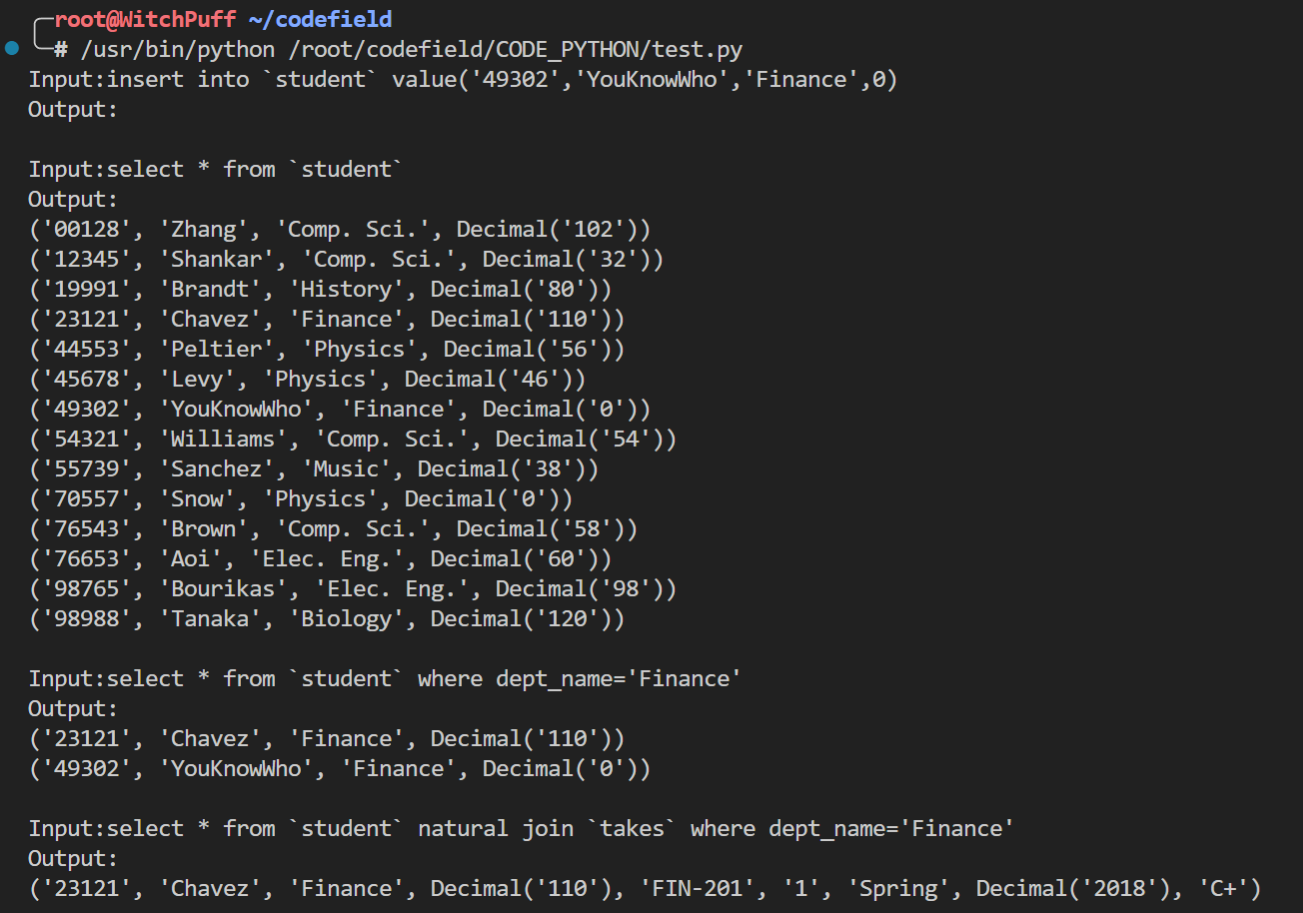 root@WitchPuff ~/codefield
# /usr/bin/python /root/codefield/CODE_PYTHON/test.py
Input:insert into `student` value('49302','YouKnowWho','Finance',0)
Output:
Input:select * from `student`
Output:
('00128', 'Zhang', 'Comp. Sci.', Decimal('102'))
('12345', 'Shankar', 'Comp. Sci.', Decimal('32'))
('19991', 'Brandt', 'History', Decimal('80'))
('23121', 'Chavez', 'Finance', Decimal('110'))
('44553', 'Peltier', 'Physics', Decimal('56'))
('45678', 'Levy', 'Physics', Decimal('46'))
('49302', 'YouKnowWho', 'Finance', Decimal('0'))
('54321', 'Williams', 'Comp. Sci.', Decimal('54'))
('55739', 'Sanchez', 'Music', Decimal('38'))
('70557', 'Snow', 'Physics', Decimal('0'))
('76543', 'Brown', 'Comp. Sci.', Decimal('58'))
('76653', 'Aoi', 'Elec. Eng.', Decimal('60'))
('98765', 'Bourikas', 'Elec. Eng.', Decimal('98'))
('98988', 'Tanaka', 'Biology', Decimal('120'))
Input:select * from `student` where dept_name='Finance'
Output:
('23121', 'Chavez', 'Finance', Decimal('110'))
('49302', 'YouKnowWho', 'Finance', Decimal('0'))
Input:select * from `student` natural join `takes` where dept_name='Finance'
Output:
('23121', 'Chavez', 'Finance', Decimal('110'), 'FIN-201', '1', 'Spring', Decimal('2018'), 'C+')